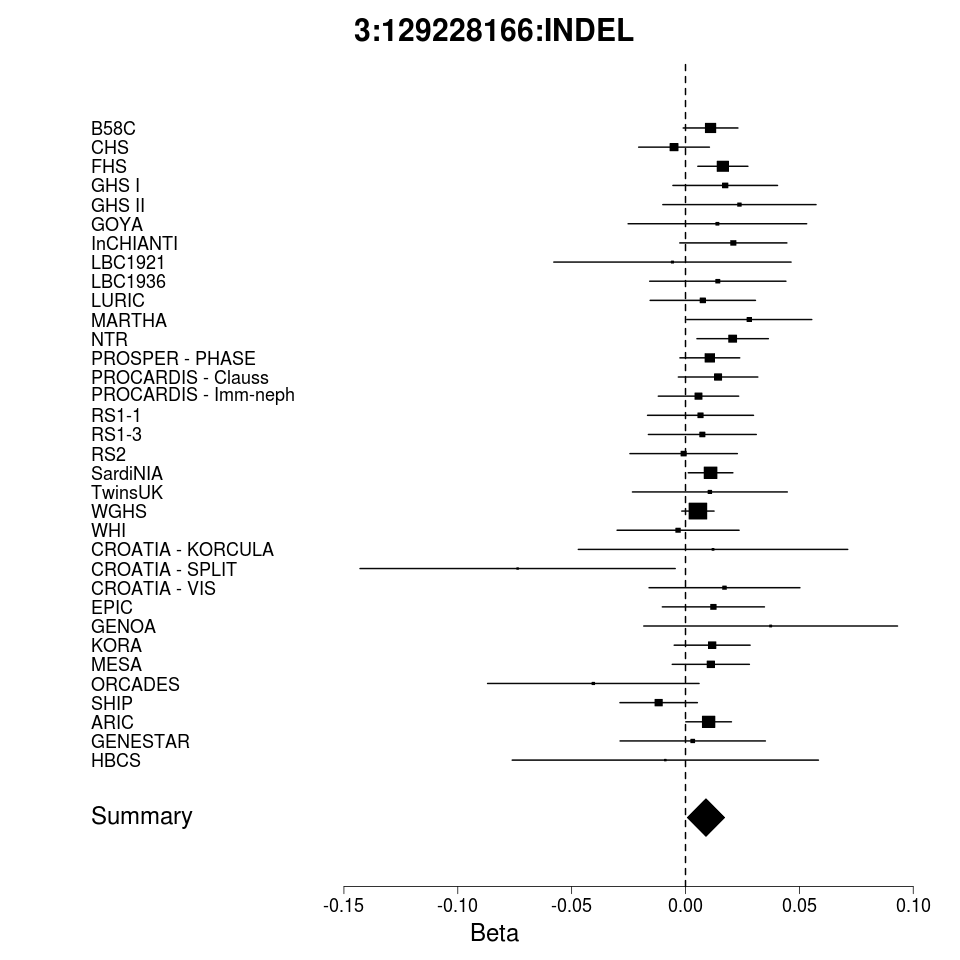 3:129228166:INDEL
B58C
CHS
FHS
GHS I
GHS II
GOYA
InCHIANTI
LBC1921
LBC1936
LURIC
MARTHA
NTR
PROSPER - PHASE
PROCARDIS - Clauss
PROCARDIS - Imm-neph
RS1-1
RS1-3
RS2
SardiNIA
TwinsUK
WGHS
WHI
CROATIA - KORCULA
CROATIA - SPLIT
CROATIA - VIS
EPIC
GENOA
KORA
MESA
ORCADES
SHIP
ARIC
GENESTAR
HBCS
Summary
-0.15 -0.10 -0.05 0.00 0.05 0.10
Beta